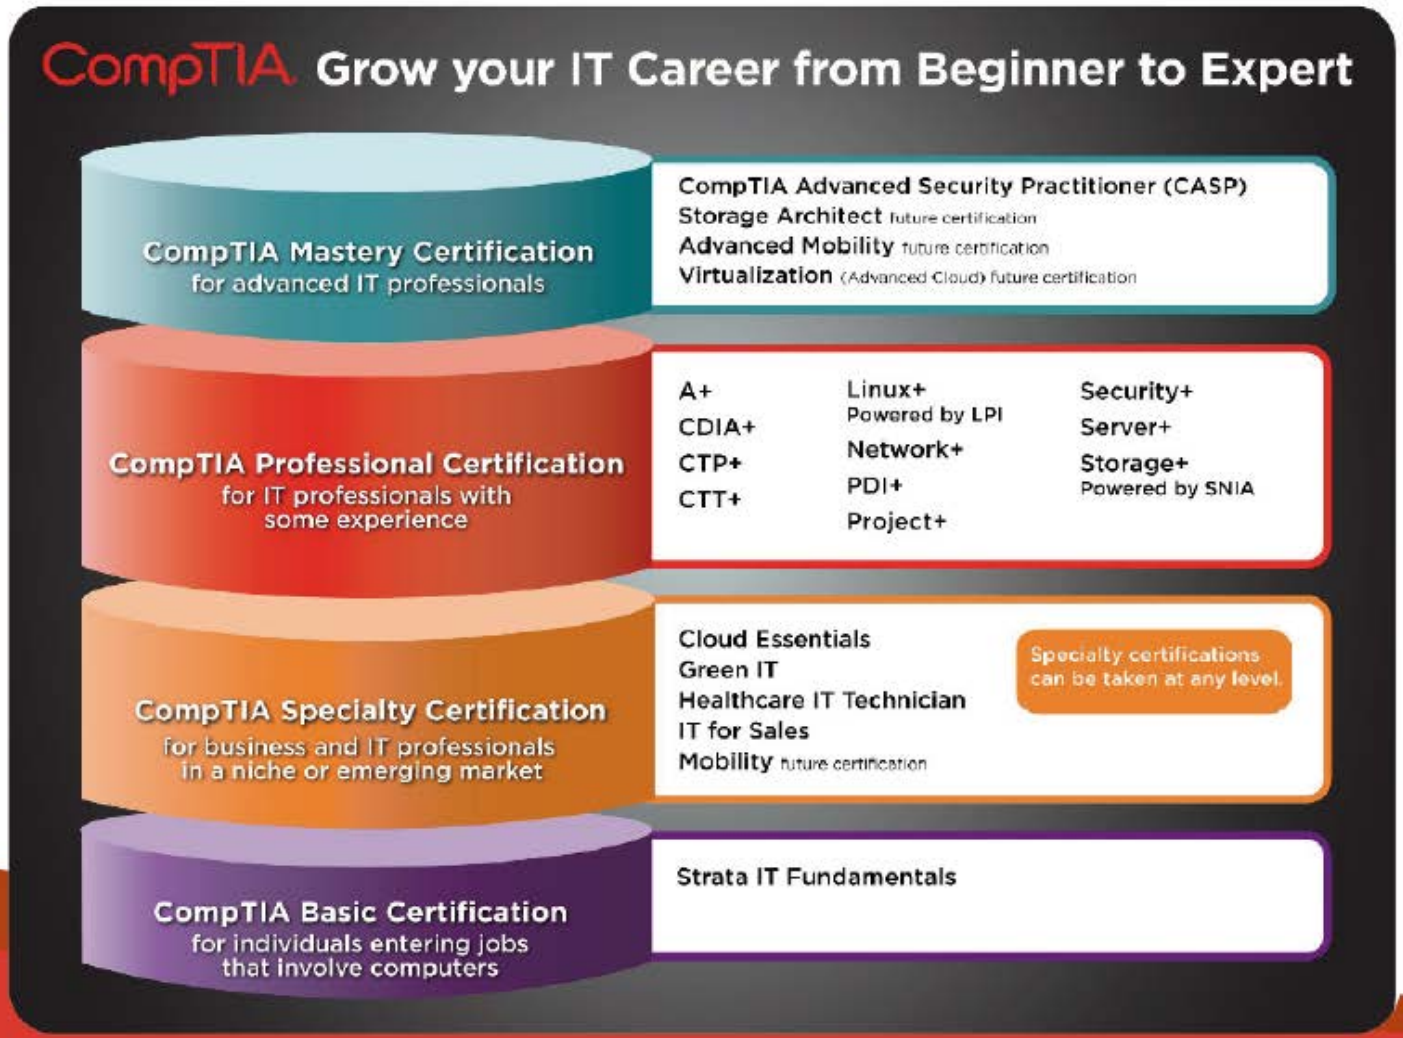 CompTIA Grow your IT Career from Beginner to Expert
CompTIA Mastery Certification
for advanced IT professionals
CompTIA Advanced Security Practitioner (CASP)
Storage Architect future certification
Advanced Mobility future certification
Virtualization (Advanced Cloud) future certification
CompTIA Professional Certification
for IT professionals with
some experience
A+
CDIA+
CTP+
CTT+
Linux+
Powered by LPI
Network+
PDI+
Project+
Security+
Server+
Storage+
Powered by SNIA
CompTIA Specialty Certification
for business and IT professionals
in a niche or emerging market
Cloud Essentials
Green IT
Healthcare IT Technician
IT for Sales
Mobility future certification
Specialty certifications
can be taken at any level.
CompTIA Basic Certification
for individuals entering jobs
that involve computers
Strata IT Fundamentals